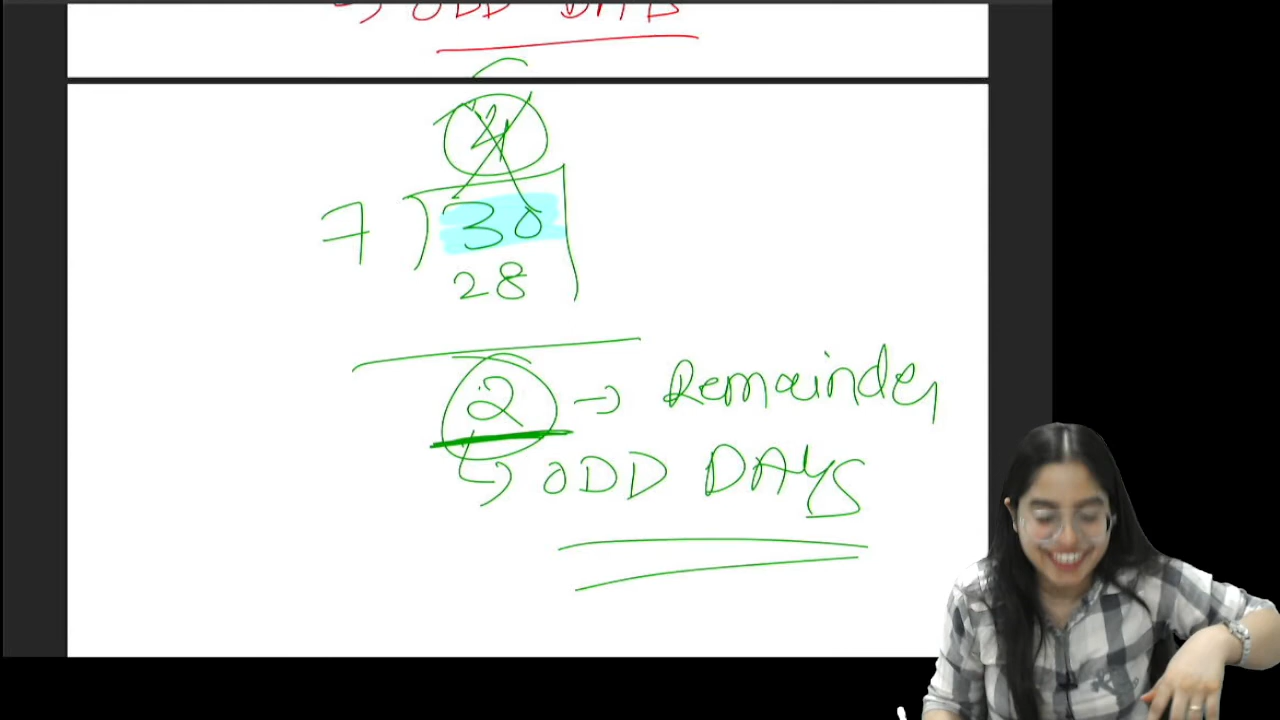 → ODD DAYS
4
7) 30
28
2 → Remainder
↳ ODD DAYS